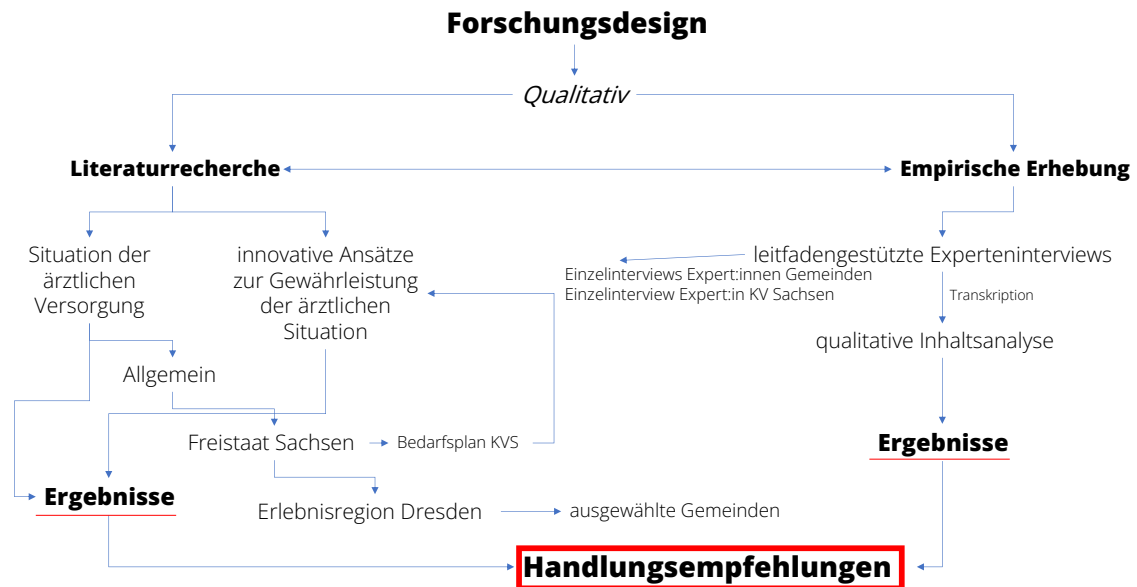 Forschungsdesign
Qualitativ
Literaturrecherche
Empirische Erhebung
Situation der
ärztlichen
Versorgung
innovative Ansätze
zur Gewährleistung
der ärztlichen
Situation
leitfadengestützte Experteninterviews
Einzelinterviews Expert:innen Gemeinden
Einzelinterview Expert:in KV Sachsen
Transkription
qualitative Inhaltsanalyse
Allgemein
Freistaat Sachsen
Bedarfsplan KVS
Ergebnisse
Ergebnisse
Erlebnisregion Dresden
ausgewählte Gemeinden
Handlungsempfehlungen